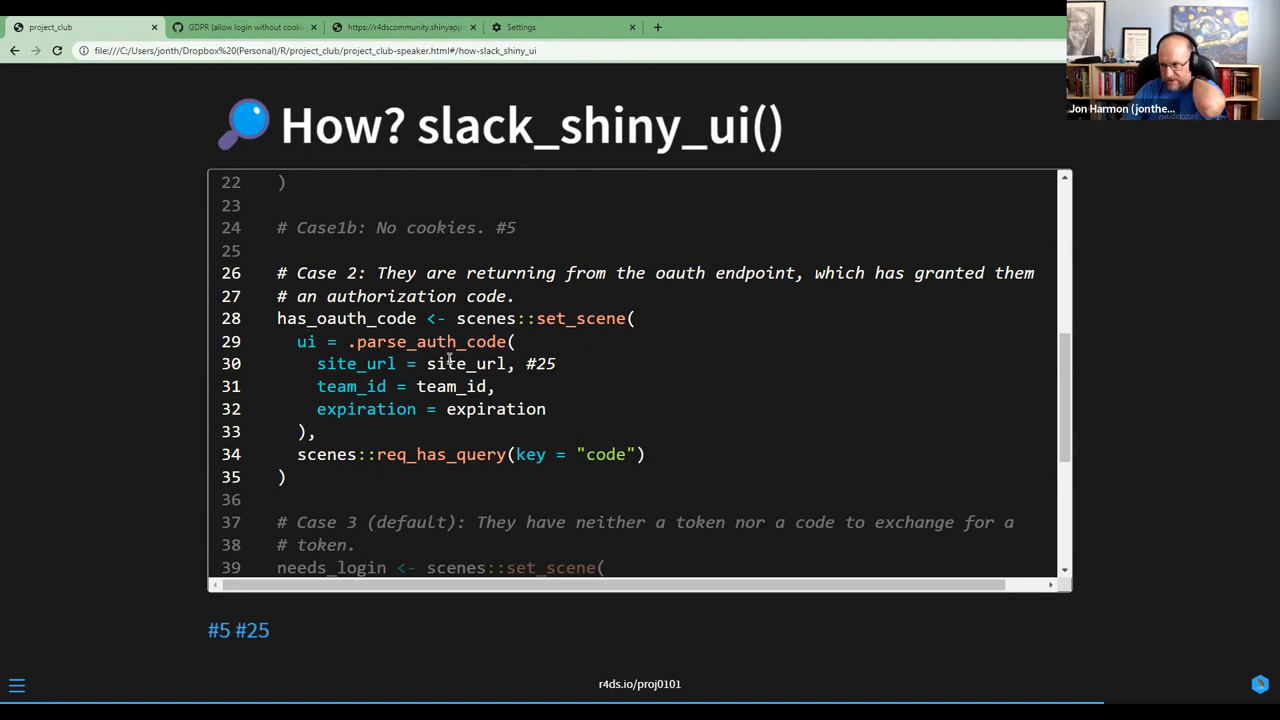 project_club
GDPR (allow login without cooki
https://r4dscommunity.shinyapp
Settings
file:///C:/Users/jonth/Dropbox%20(Personal)/R/project_club/project_club-speaker.html#/how-slack_shiny_ui
Jon Harmon (jonthe...
How? slack_shiny_ui()
22 )
23
24 # Case1b: No cookies. #5
25
26 # Case 2: They are returning from the oauth endpoint, which has granted them
27 # an authorization code.
28 has_oauth_code <- scenes::set_scene(
29 ui = .parse_auth_code(
30 site_url = site_url, #25
31 team_id = team_id,
32 expiration = expiration
33 ),
34 scenes::req_has_query(key = "code")
35 )
36
37 # Case 3 (default): They have neither a token nor a code to exchange for a
38 # token.
39 needs_login <- scenes::set_scene(
#5 #25
r4ds.io/proj0101